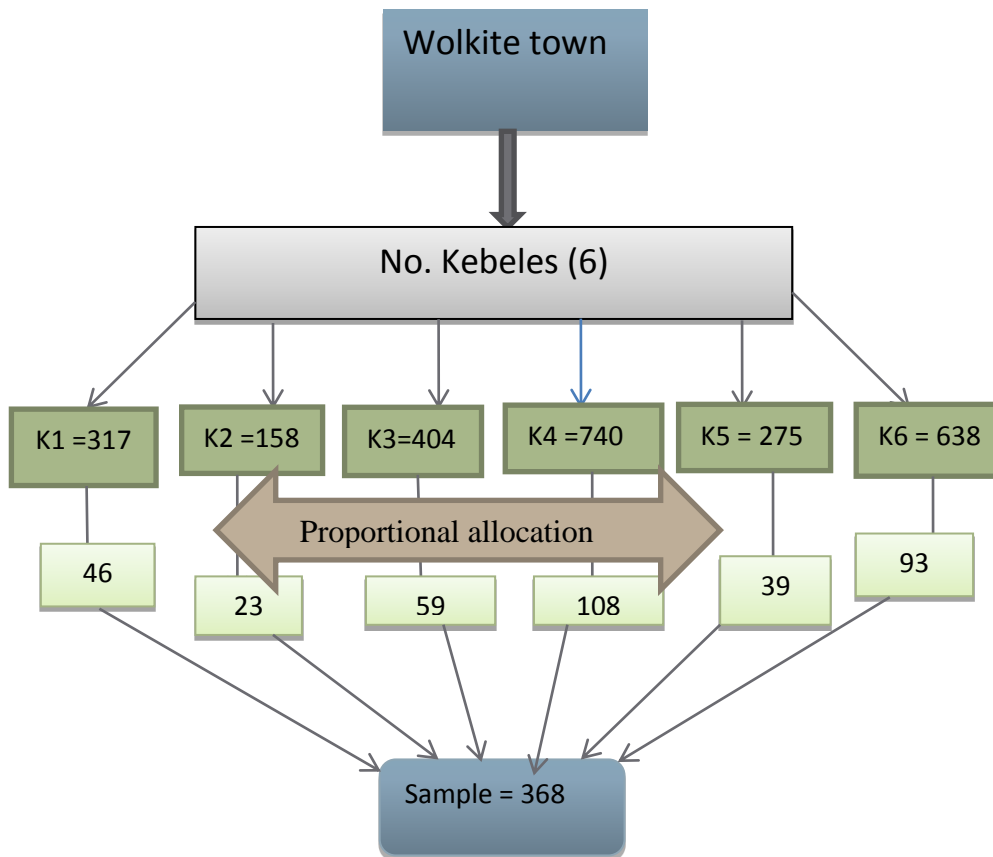 Wolkite town
No. Kebeles (6)
K1 =317
K2 =158
K3=404
K4 =740
K5 = 275
K6 = 638
Proportional allocation
46
23
59
108
39
93
Sample = 368